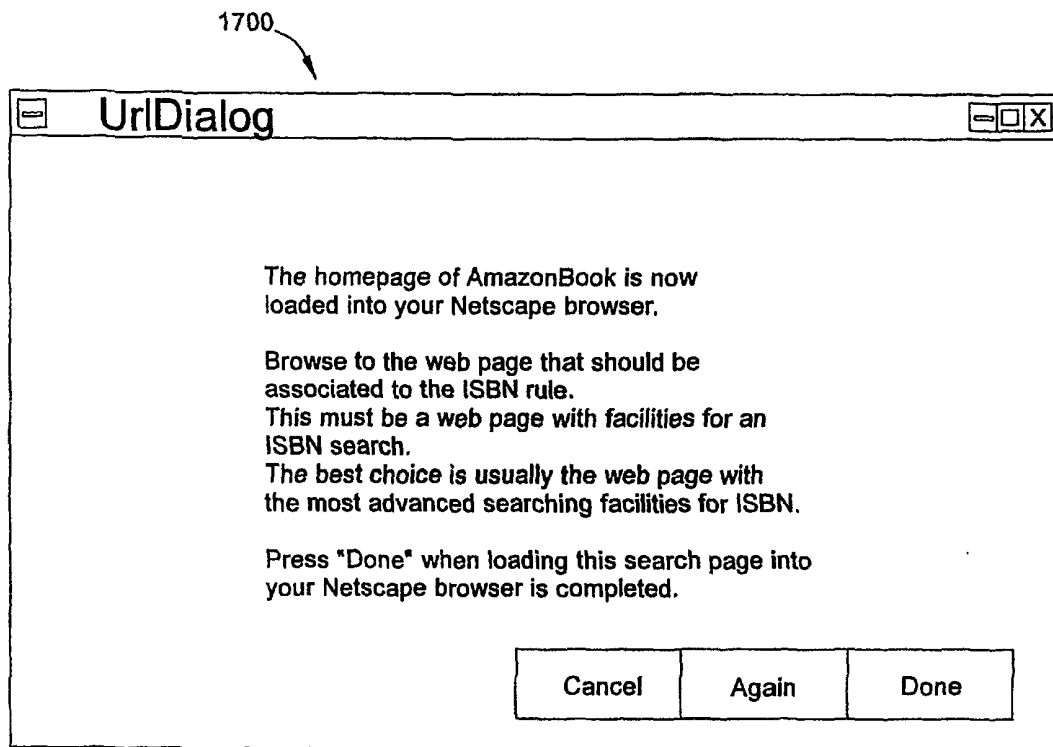 1700
UrlDialog
The homepage of AmazonBook is now
loaded into your Netscape browser.
Browse to the web page that should be
associated to the ISBN rule.
This must be a web page with facilities for an
ISBN search.
The best choice is usually the web page with
the most advanced searching facilities for ISBN.
Press "Done" when loading this search page into
your Netscape browser is completed.
Cancel Again Done